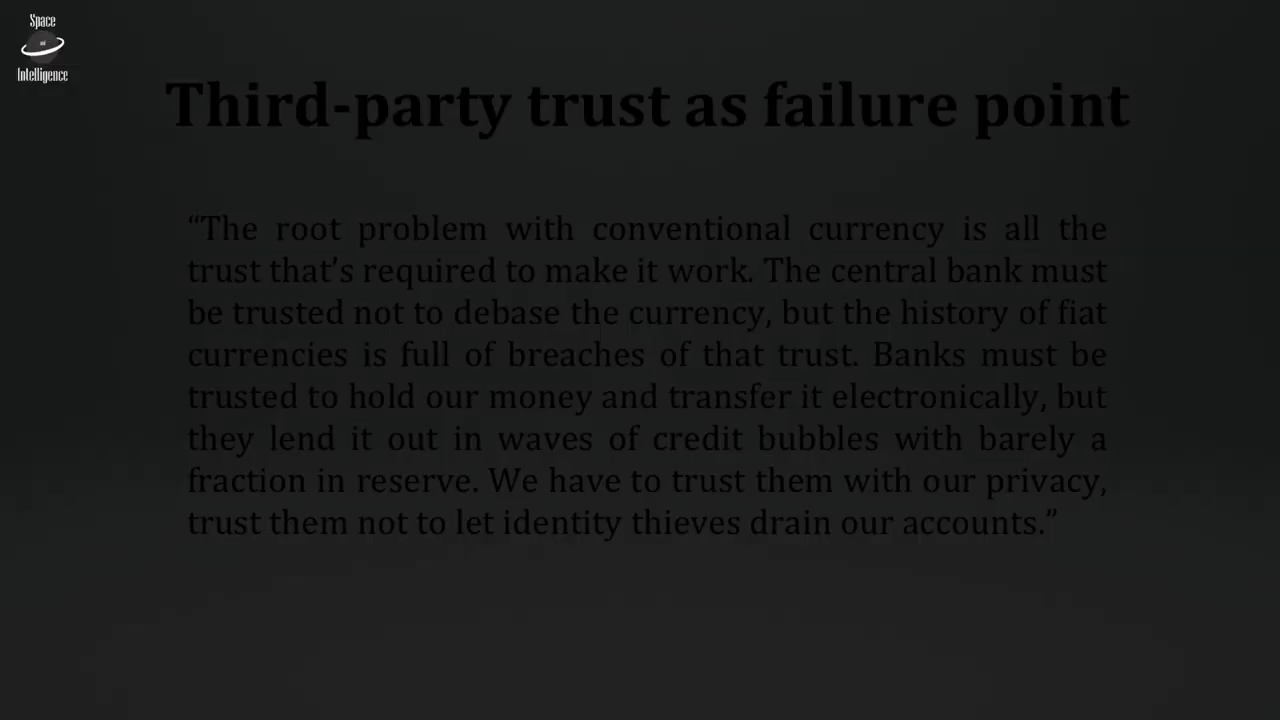 Space
and
Intelligence
Third-party trust as failure point
“The root problem with conventional currency is all the
trust that’s required to make it work. The central bank must
be trusted not to debase the currency, but the history of fiat
currencies is full of breaches of that trust. Banks must be
trusted to hold our money and transfer it electronically, but
they lend it out in waves of credit bubbles with barely a
fraction in reserve. We have to trust them with our privacy,
trust them not to let identity thieves drain our accounts.”